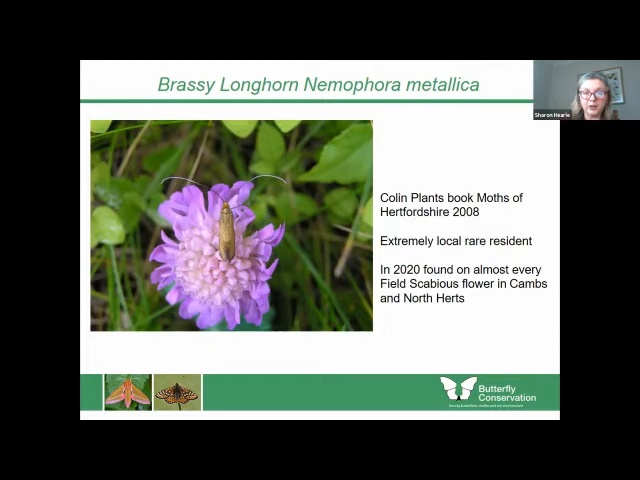 Brassy Longhorn Nemophora metallica
Sharon Hearle
Colin Plants book Moths of
Hertfordshire 2008
Extremely local rare resident
In 2020 found on almost every
Field Scabious flower in Cambs
and North Herts
Butterfly
Conservation